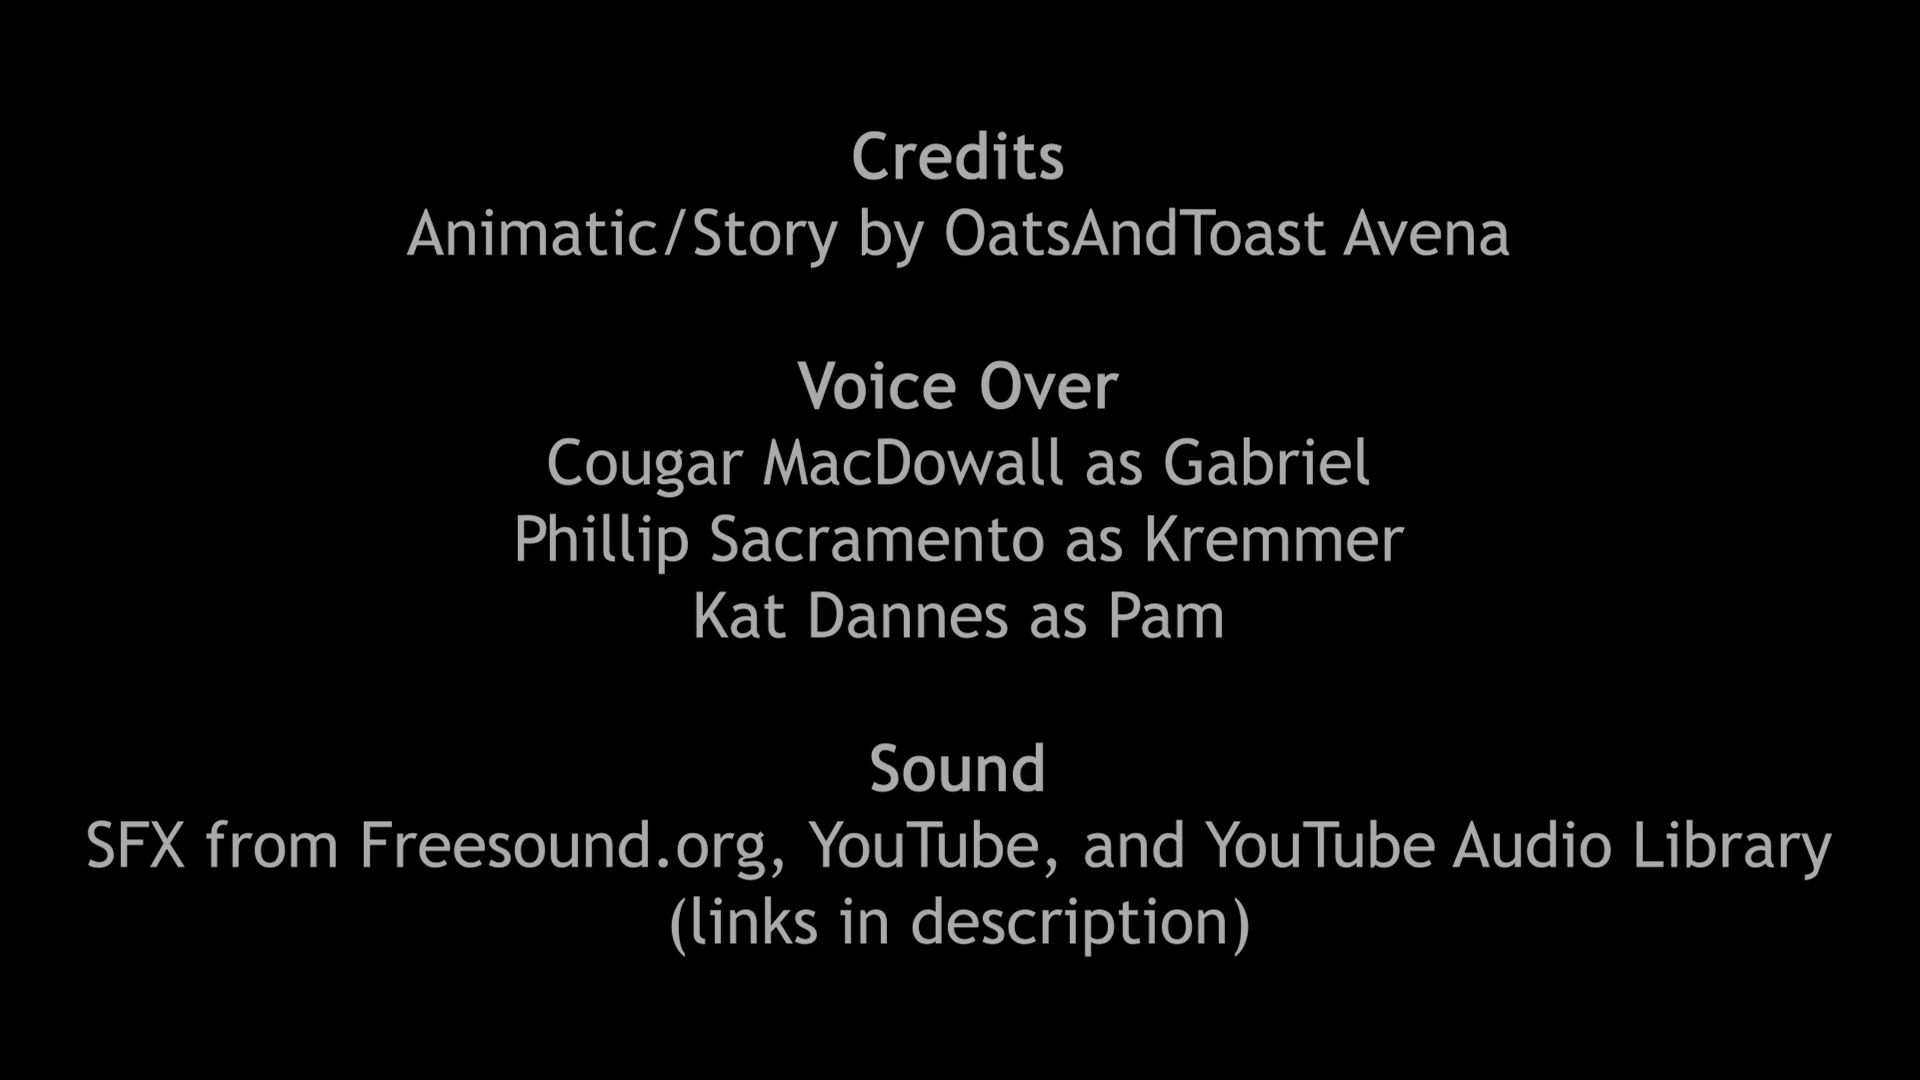 Credits
Animatic/Story by OatsAndToast Avena
Voice Over
Cougar MacDowall as Gabriel
Phillip Sacramento as Kremmer
Kat Dannes as Pam
Sound
SFX from Freesound.org, YouTube, and YouTube Audio Library
(links in description)